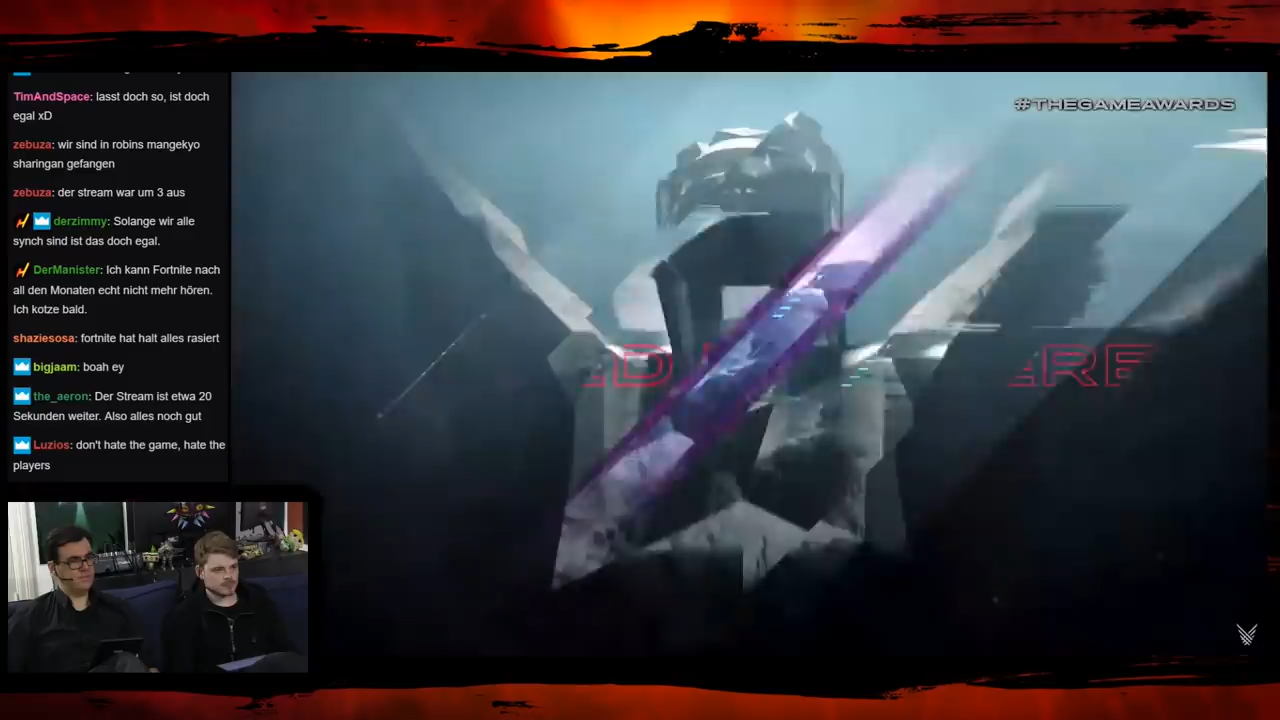 TimAndSpace: lasst doch so, ist doch
egal xD
zebuza: wir sind in robins mangekyo
sharingan gefangen
zebuza: der stream war um 3 aus
derzimmy: Solange wir alle
synch sind ist das doch egal.
DerManister: Ich kann Fortnite nach
all den Monaten echt nicht mehr hören.
Ich kotze bald.
shaziesosa: fortnite hat halt alles rasiert
bigjaam: boah ey
the_aeron: Der Stream ist etwa 20
Sekunden weiter. Also alles noch gut
Luzios: don't hate the game, hate the
players
#THEGAMEAWARDS